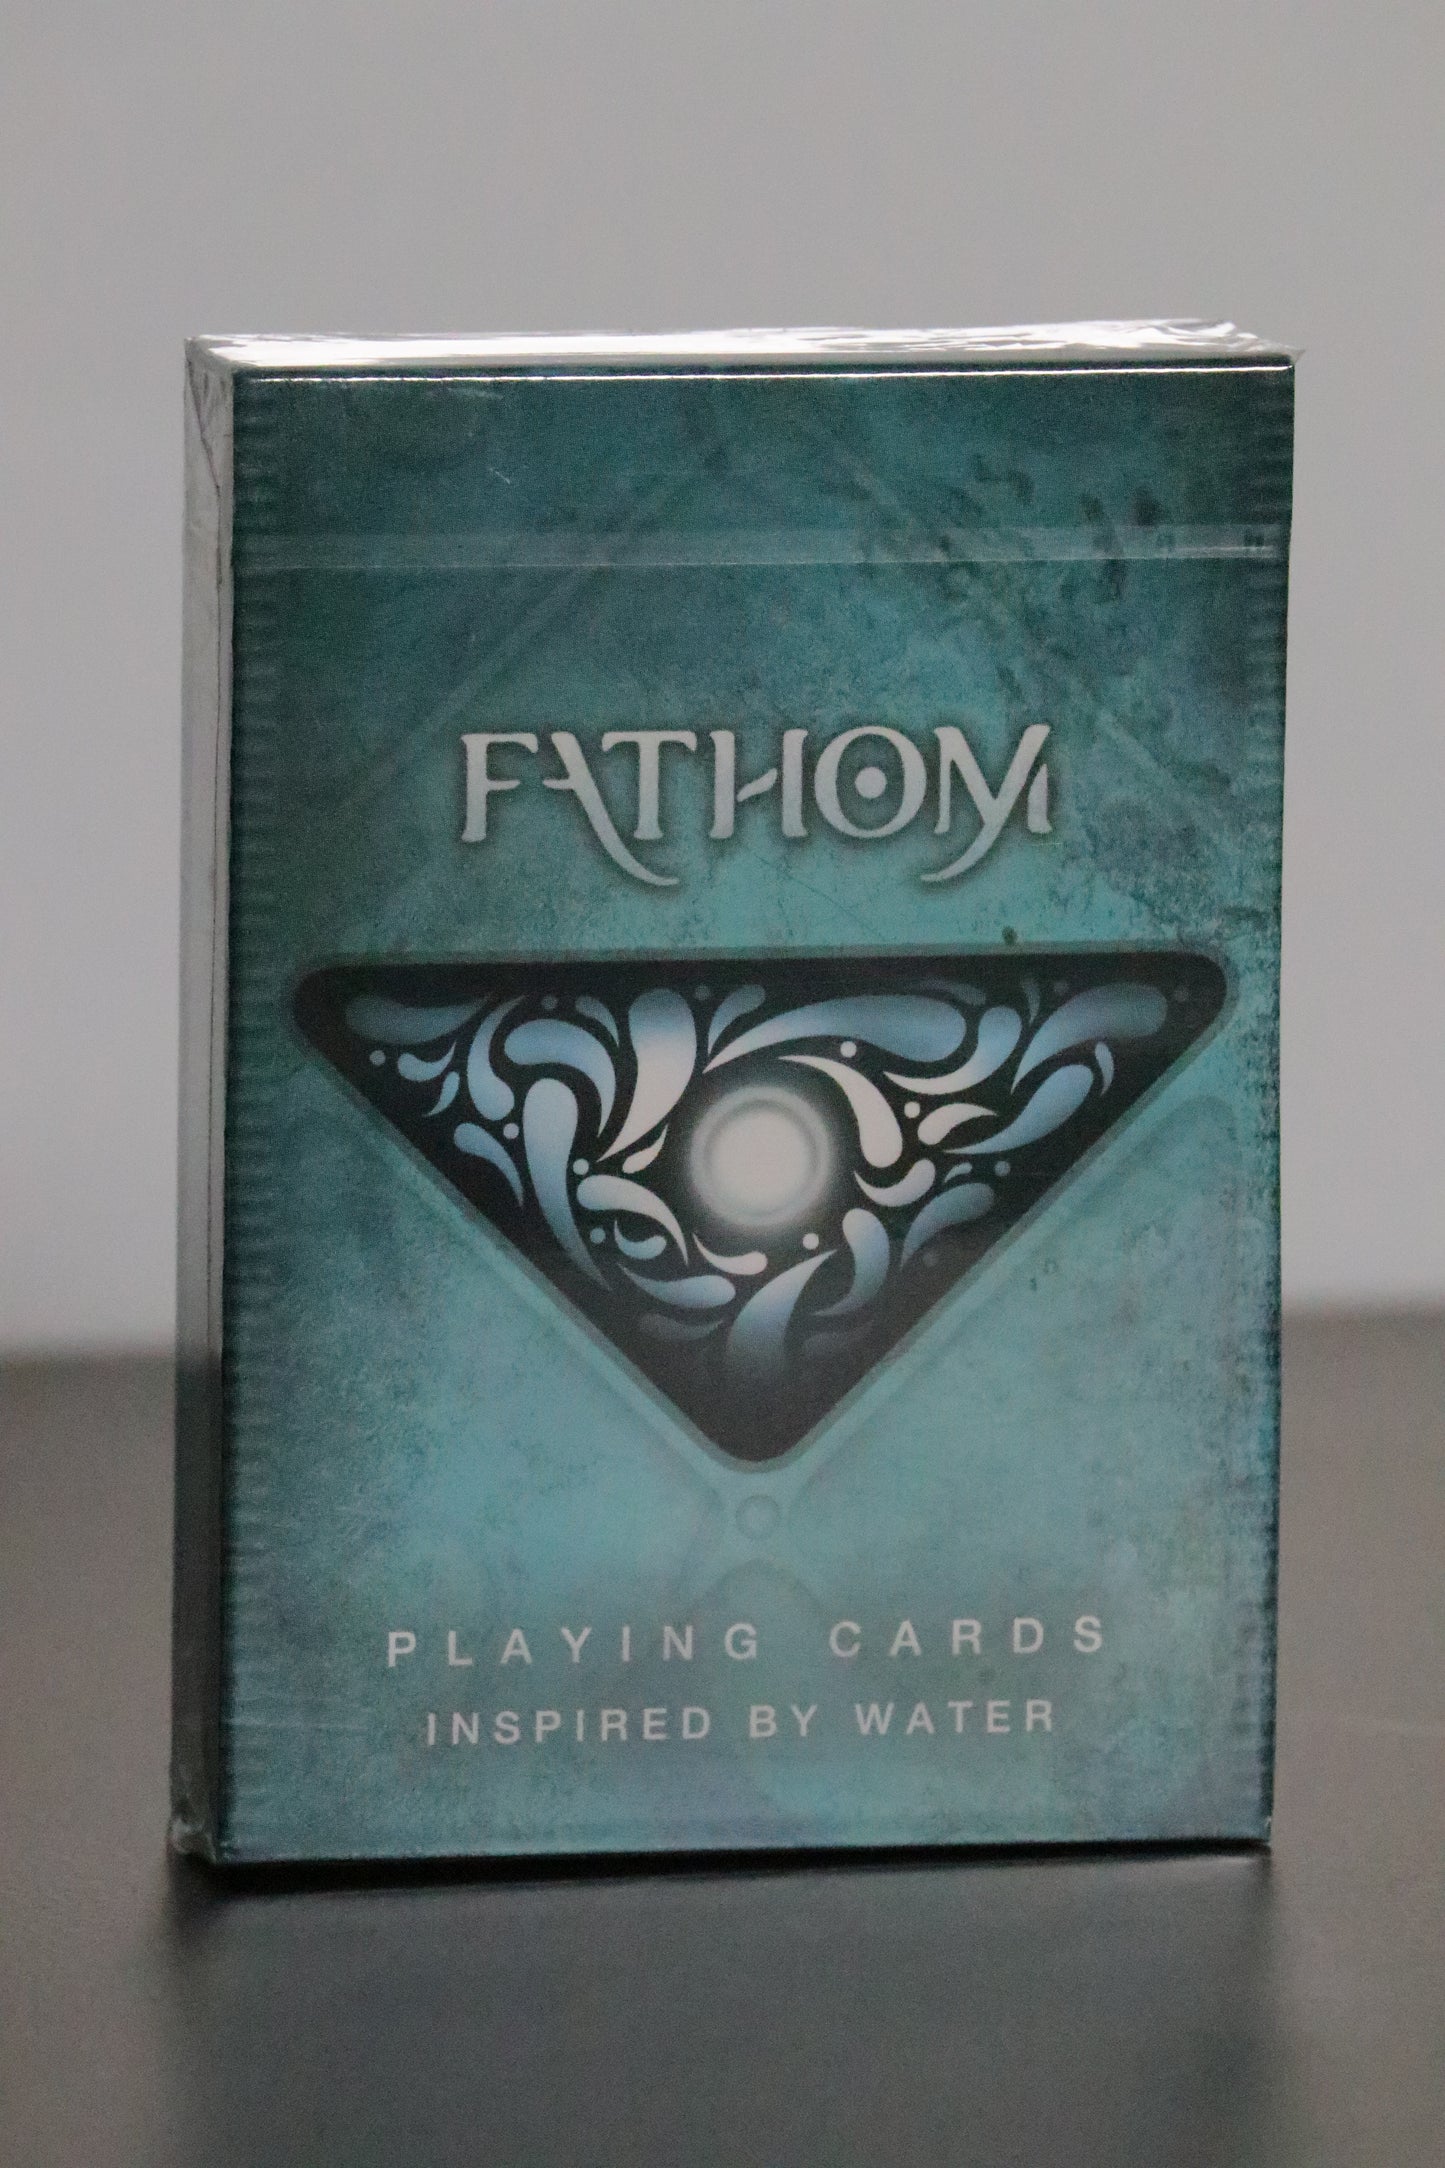 FATHOM
PLAYING CARDS
INSPIRED BY WATER